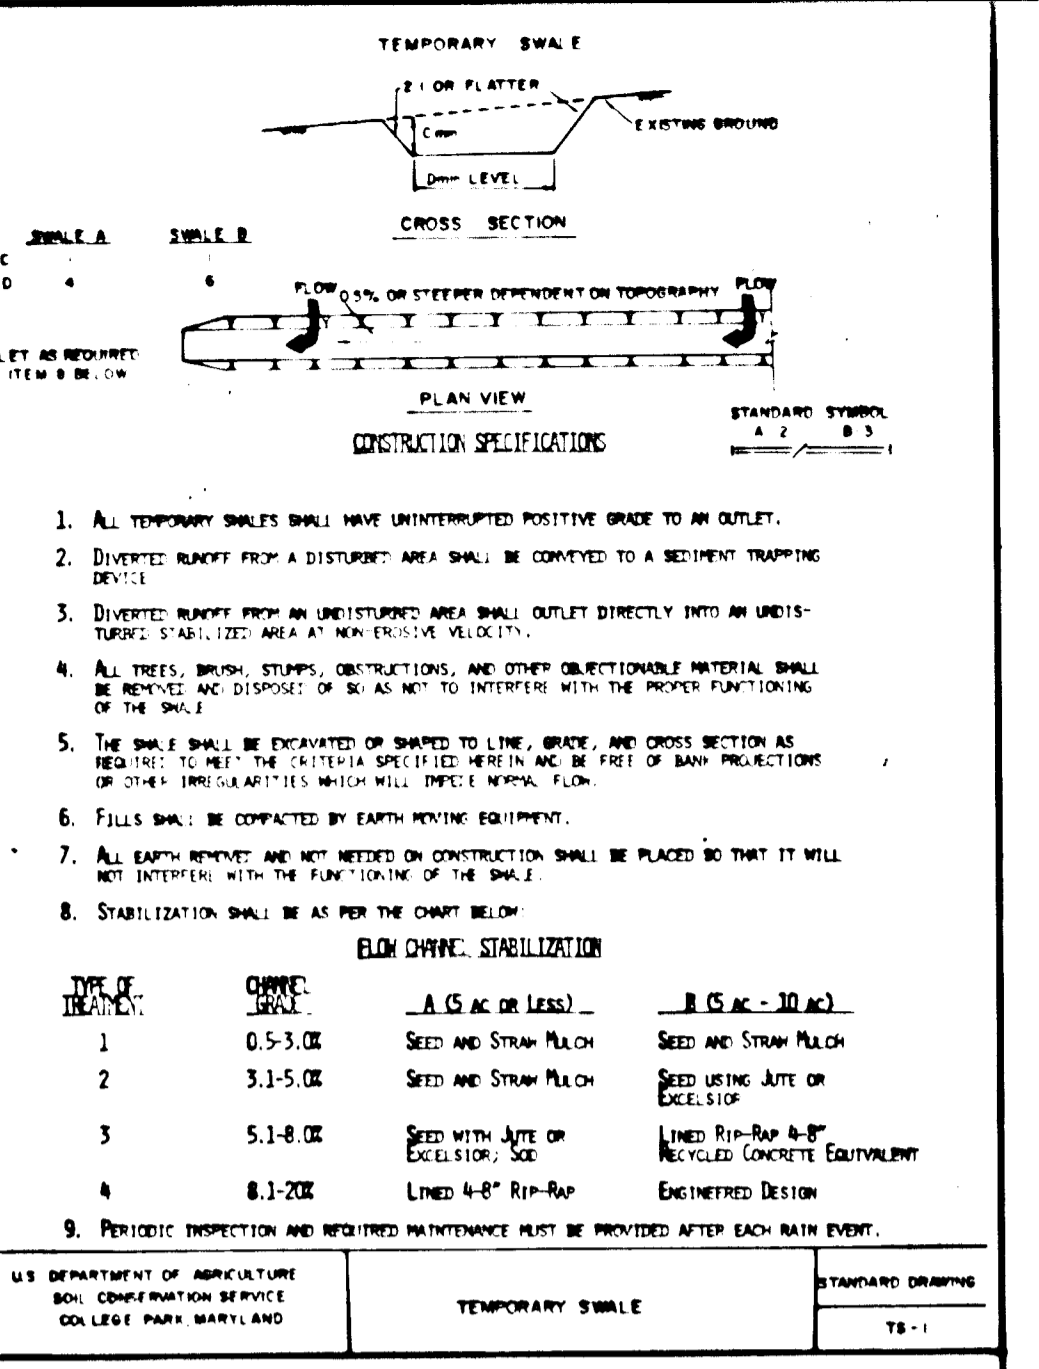 TEMPORARY SWALE
2:1 OR FLATTER
EXISTING GROUND
C min
D min LEVEL
CROSS SECTION
SWALE A SWALE B
C
D 4 6
FLOW 0.5% OR STEEPER DEPENDENT ON TOPOGRAPHY FLOW
LET AS REQUIRED
ITEM 8 BELOW
PLAN VIEW
STANDARD SYMBOL
A-2 B-3
CONSTRUCTION SPECIFICATIONS
1. ALL TEMPORARY SWALES SHALL HAVE UNINTERRUPTED POSITIVE GRADE TO AN OUTLET.
2. DIVERTED RUNOFF FROM A DISTURBED AREA SHALL BE CONVEYED TO A SEDIMENT TRAPPING
DEVICE
3. DIVERTED RUNOFF FROM AN UNDISTURBED AREA SHALL OUTLET DIRECTLY INTO AN UNDIS-
TURBED STABILIZED AREA AT NON-EROSIVE VELOCITY.
4. ALL TREES, BRUSH, STUMPS, OBSTRUCTIONS, AND OTHER OBJECTIONABLE MATERIAL SHALL
BE REMOVED AND DISPOSED OF SO AS NOT TO INTERFERE WITH THE PROPER FUNCTIONING
OF THE SWALE
5. THE SWALE SHALL BE EXCAVATED OR SHAPED TO LINE, GRADE, AND CROSS SECTION AS
REQUIRED TO MEET THE CRITERIA SPECIFIED HEREIN AND BE FREE OF BANK PROJECTIONS
OR OTHER IRREGULARITIES WHICH WILL IMPEDE NORMAL FLOW.
6. FILLS SHALL BE COMPACTED BY EARTH MOVING EQUIPMENT.
7. ALL EARTH REMOVED AND NOT NEEDED ON CONSTRUCTION SHALL BE PLACED SO THAT IT WILL
NOT INTERFERE WITH THE FUNCTIONING OF THE SWALE.
8. STABILIZATION SHALL BE AS PER THE CHART BELOW:
FLOW CHANNEL STABILIZATION
TYPE OF TREATMENT CHANNEL GRADE A (5 AC OR LESS) B (5 AC - 10 AC)
1 0.5-3.0% SEED AND STRAW MULCH SEED AND STRAW MULCH
2 3.1-5.0% SEED AND STRAW MULCH SEED USING JUTE OR
EXCELSIOR
3 5.1-8.0% SEED WITH JUTE OR LINED RIP-RAP 4-8"
EXCELSIOR; SOD RECYCLED CONCRETE EQUIVALENT
4 8.1-20% LINED 4-8" RIP-RAP ENGINEERED DESIGN
9. PERIODIC INSPECTION AND REQUIRED MAINTENANCE MUST BE PROVIDED AFTER EACH RAIN EVENT.
U.S. DEPARTMENT OF AGRICULTURE
SOIL CONSERVATION SERVICE
COLLEGE PARK, MARYLAND
TEMPORARY SWALE
STANDARD DRAWING
TS-1